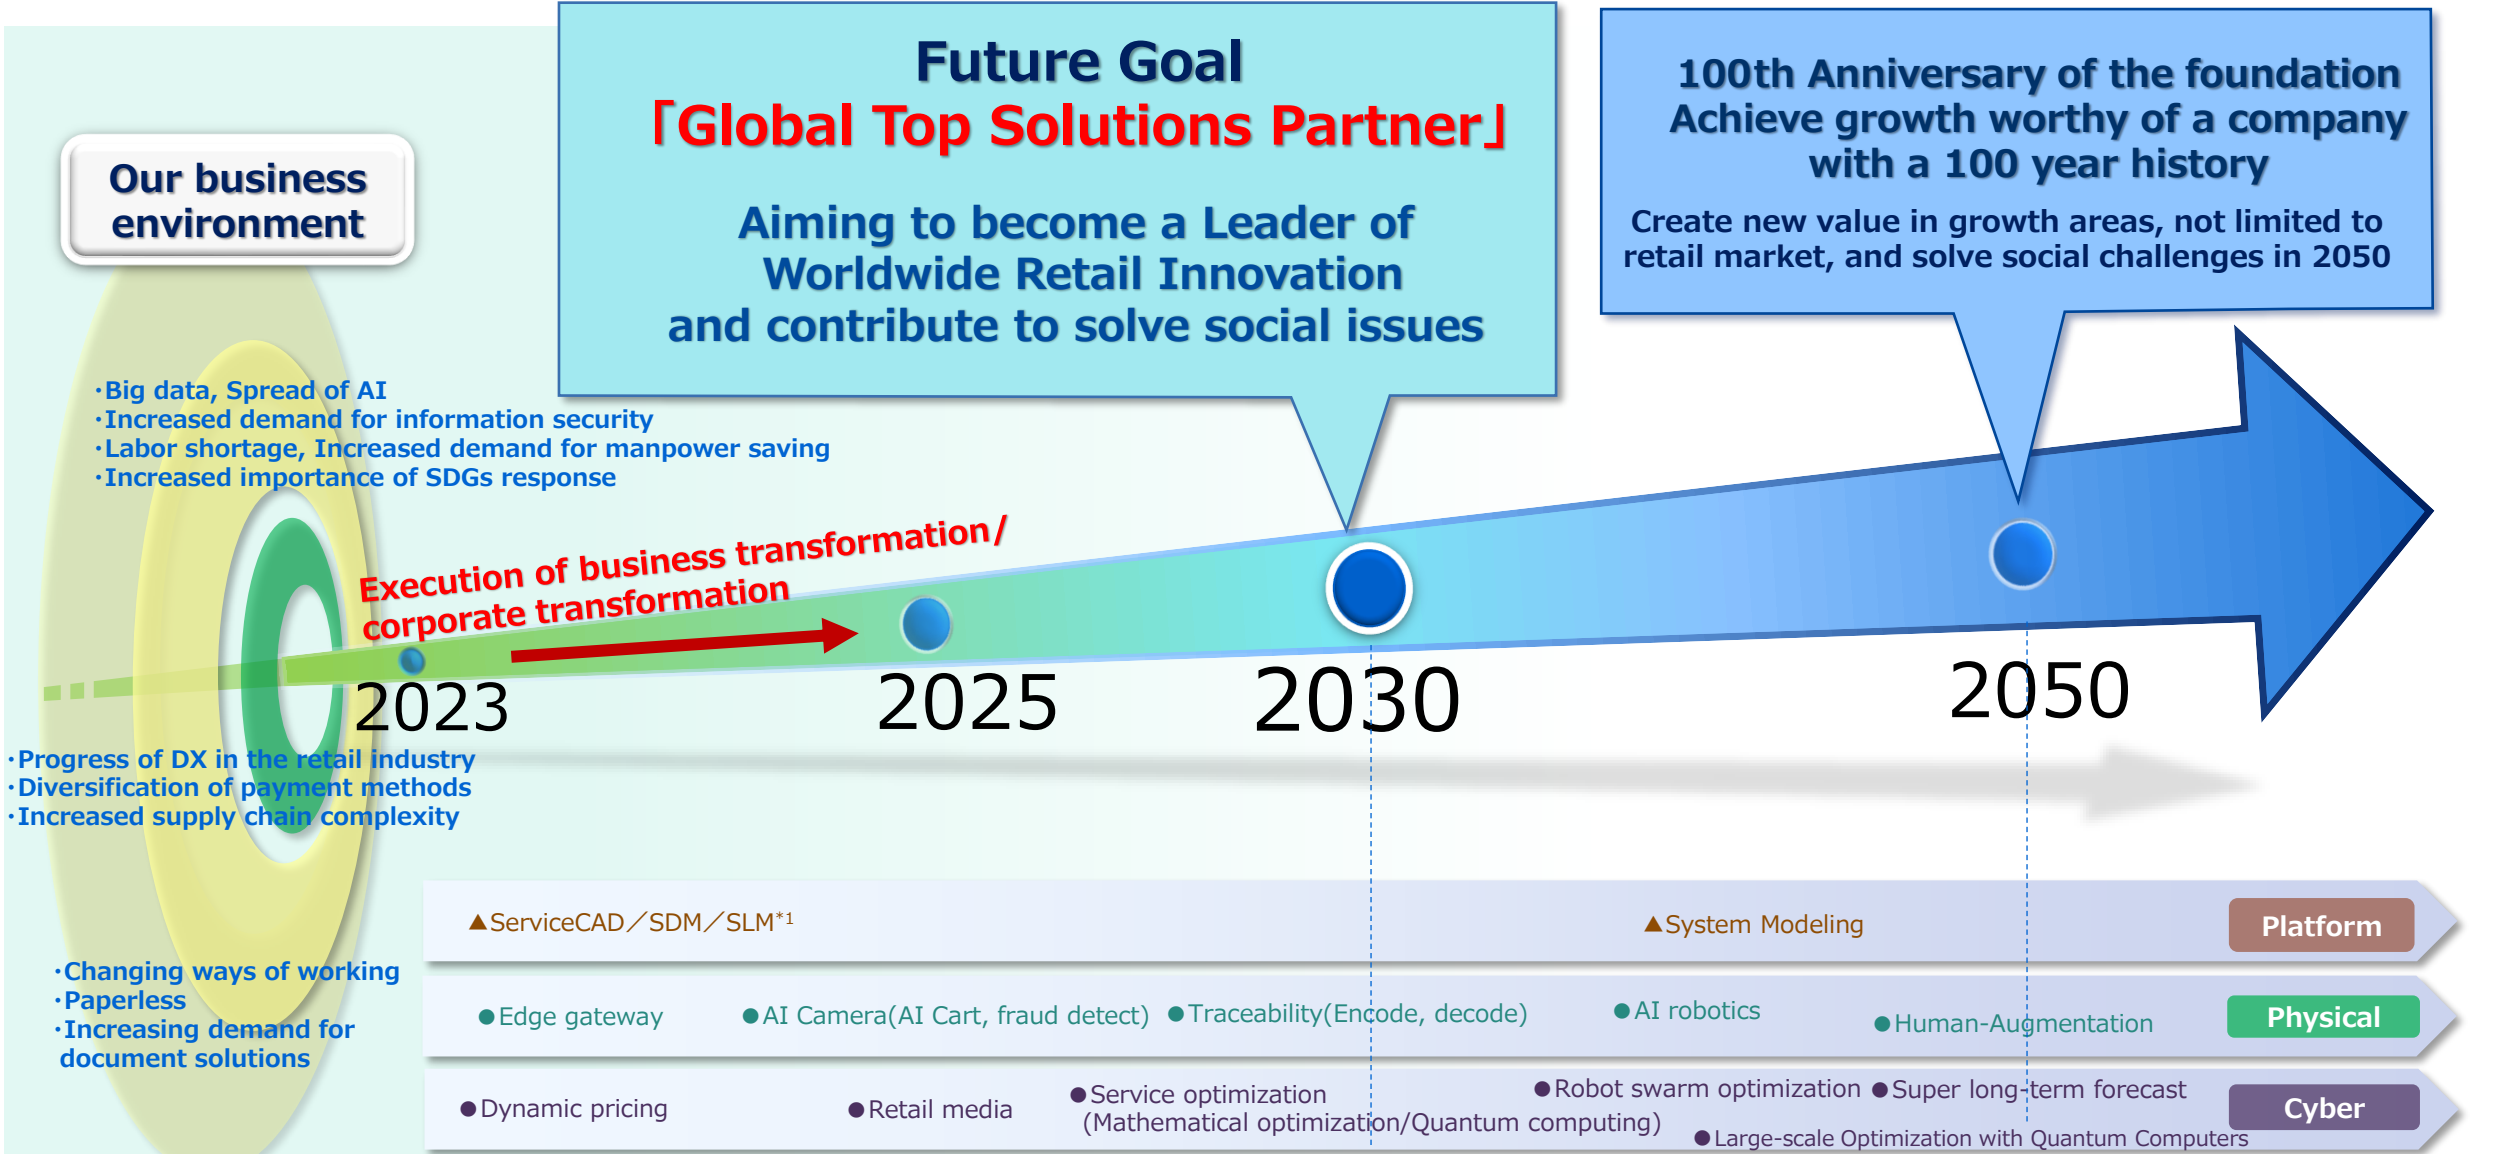 Future Goal
「Global Top Solutions Partner」
Aiming to become a Leader of
Worldwide Retail Innovation
and contribute to solve social issues
100th Anniversary of the foundation
Achieve growth worthy of a company
with a 100 year history
Create new value in growth areas, not limited to
retail market, and solve social challenges in 2050
Our business
environment
・Big data, Spread of AI
・Increased demand for information security
・Labor shortage, Increased demand for manpower saving
・Increased importance of SDGs response
Execution of business transformation/
corporate transformation
2023
2025
2030
2050
・Progress of DX in the retail industry
・Diversification of payment methods
・Increased supply chain complexity
・Changing ways of working
・Paperless
・Increasing demand for
document solutions
▲ServiceCAD／SDM／SLM*1
▲System Modeling
Platform
●Edge gateway
●AI Camera(AI Cart, fraud detect)
●Traceability(Encode, decode)
●AI robotics
●Human-Augmentation
Physical
●Dynamic pricing
●Retail media
●Service optimization
(Mathematical optimization/Quantum computing)
●Robot swarm optimization
●Super long-term forecast
●Large-scale Optimization with Quantum Computers
Cyber